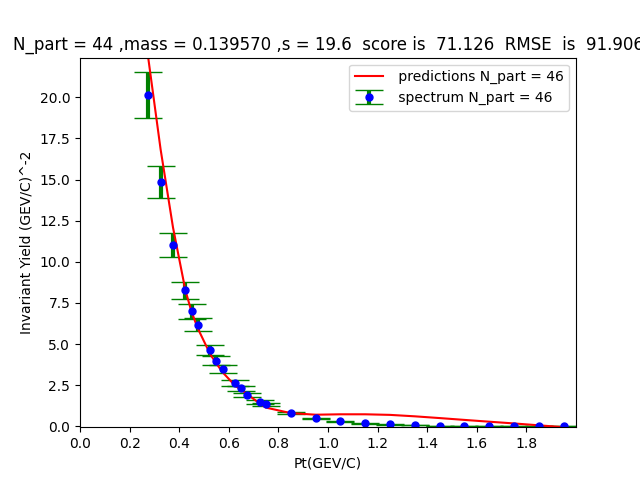 N_part = 44 ,mass = 0.139570 ,s = 19.6  score is  71.126  RMSE  is  91.906
predictions N_part = 46
spectrum N_part = 46
Invariant Yield (GEV/C)^-2
20.0
17.5
15.0
12.5
10.0
7.5
5.0
2.5
0.0
0.0 0.2 0.4 0.6 0.8 1.0 1.2 1.4 1.6 1.8
Pt(GEV/C)